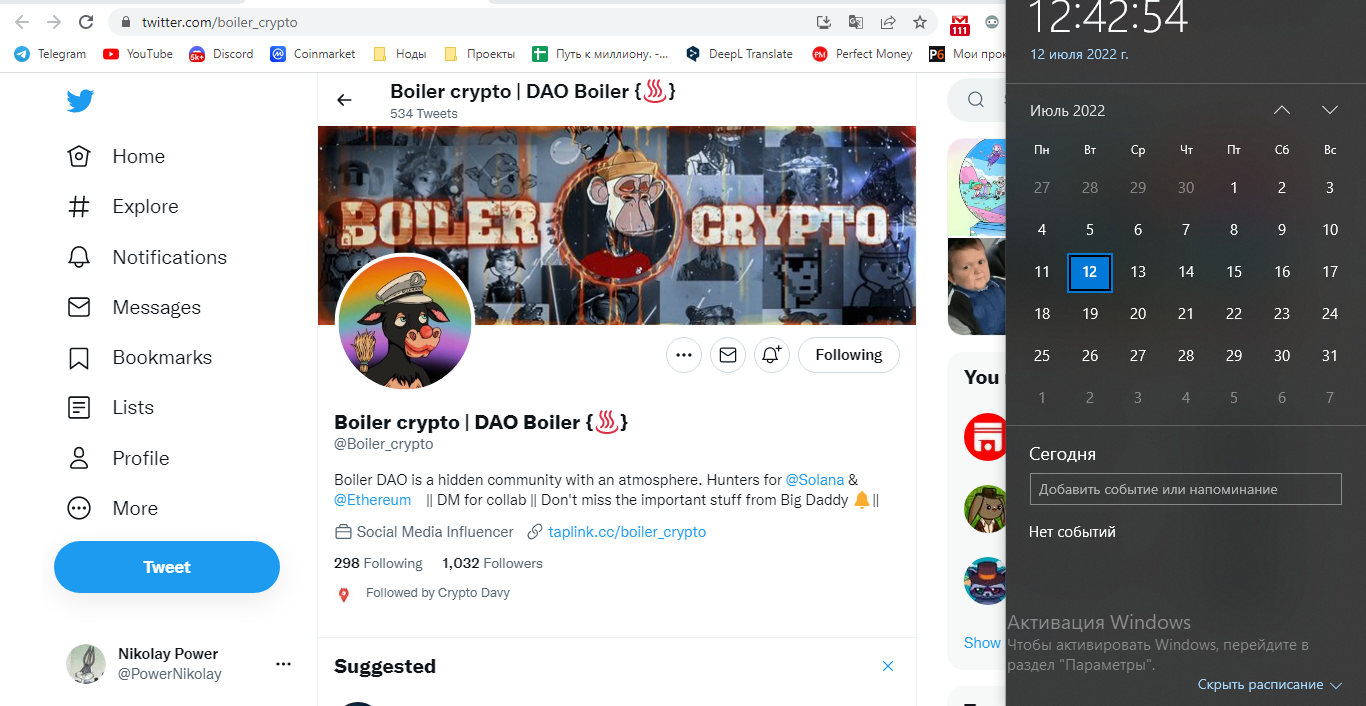 twitter.com/boiler_crypto
111
Telegram
YouTube
5k+
Discord
Coinmarket
Ноды
Проекты
Путь к миллиону. -...
DeepL Translate
PM
Perfect Money
Рб
Мои прок
Home
Explore
Notifications
Messages
Bookmarks
Lists
Profile
More
Tweet
Nikolay Power
@PowerNikolay
Boiler crypto | DAO Boiler {♨️}
534 Tweets
BOILER CRYPTO
Following
Boiler crypto | DAO Boiler {♨️}
@Boiler_crypto
Boiler DAO is a hidden community with an atmosphere. Hunters for @Solana &
@Ethereum || DM for collab || Don't miss the important stuff from Big Daddy 🔔||
Social Media Influencer taplink.cc/boiler_crypto
298 Following 1,032 Followers
Followed by Crypto Davy
Suggested
You
Show
12:42:54
12 июля 2022 г.
Июль 2022
Пн Вт Ср Чт Пт Сб Вс
27 28 29 30 1 2 3
4 5 6 7 8 9 10
11 12 13 14 15 16 17
18 19 20 21 22 23 24
25 26 27 28 29 30 31
1 2 3 4 5 6 7
Сегодня
Добавить событие или напоминание
Нет событий
Активация Windows
Чтобы активировать Windows, перейдите в
раздел "Параметры".
Скрыть расписание